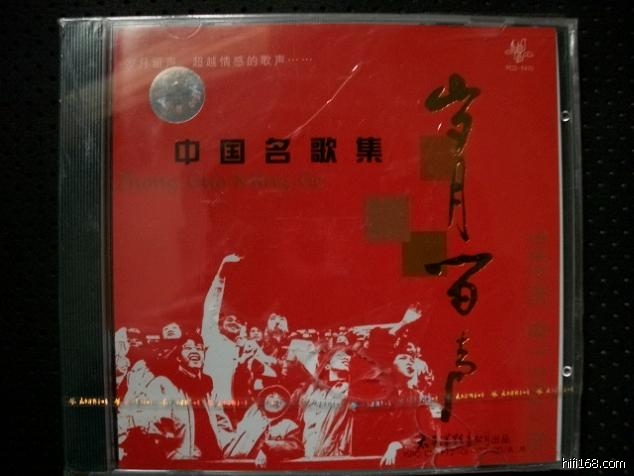 岁月留声 超越情感的歌声……
中国名歌集
Zhong Guo Ming Ge
岁月留声
hifi168.com